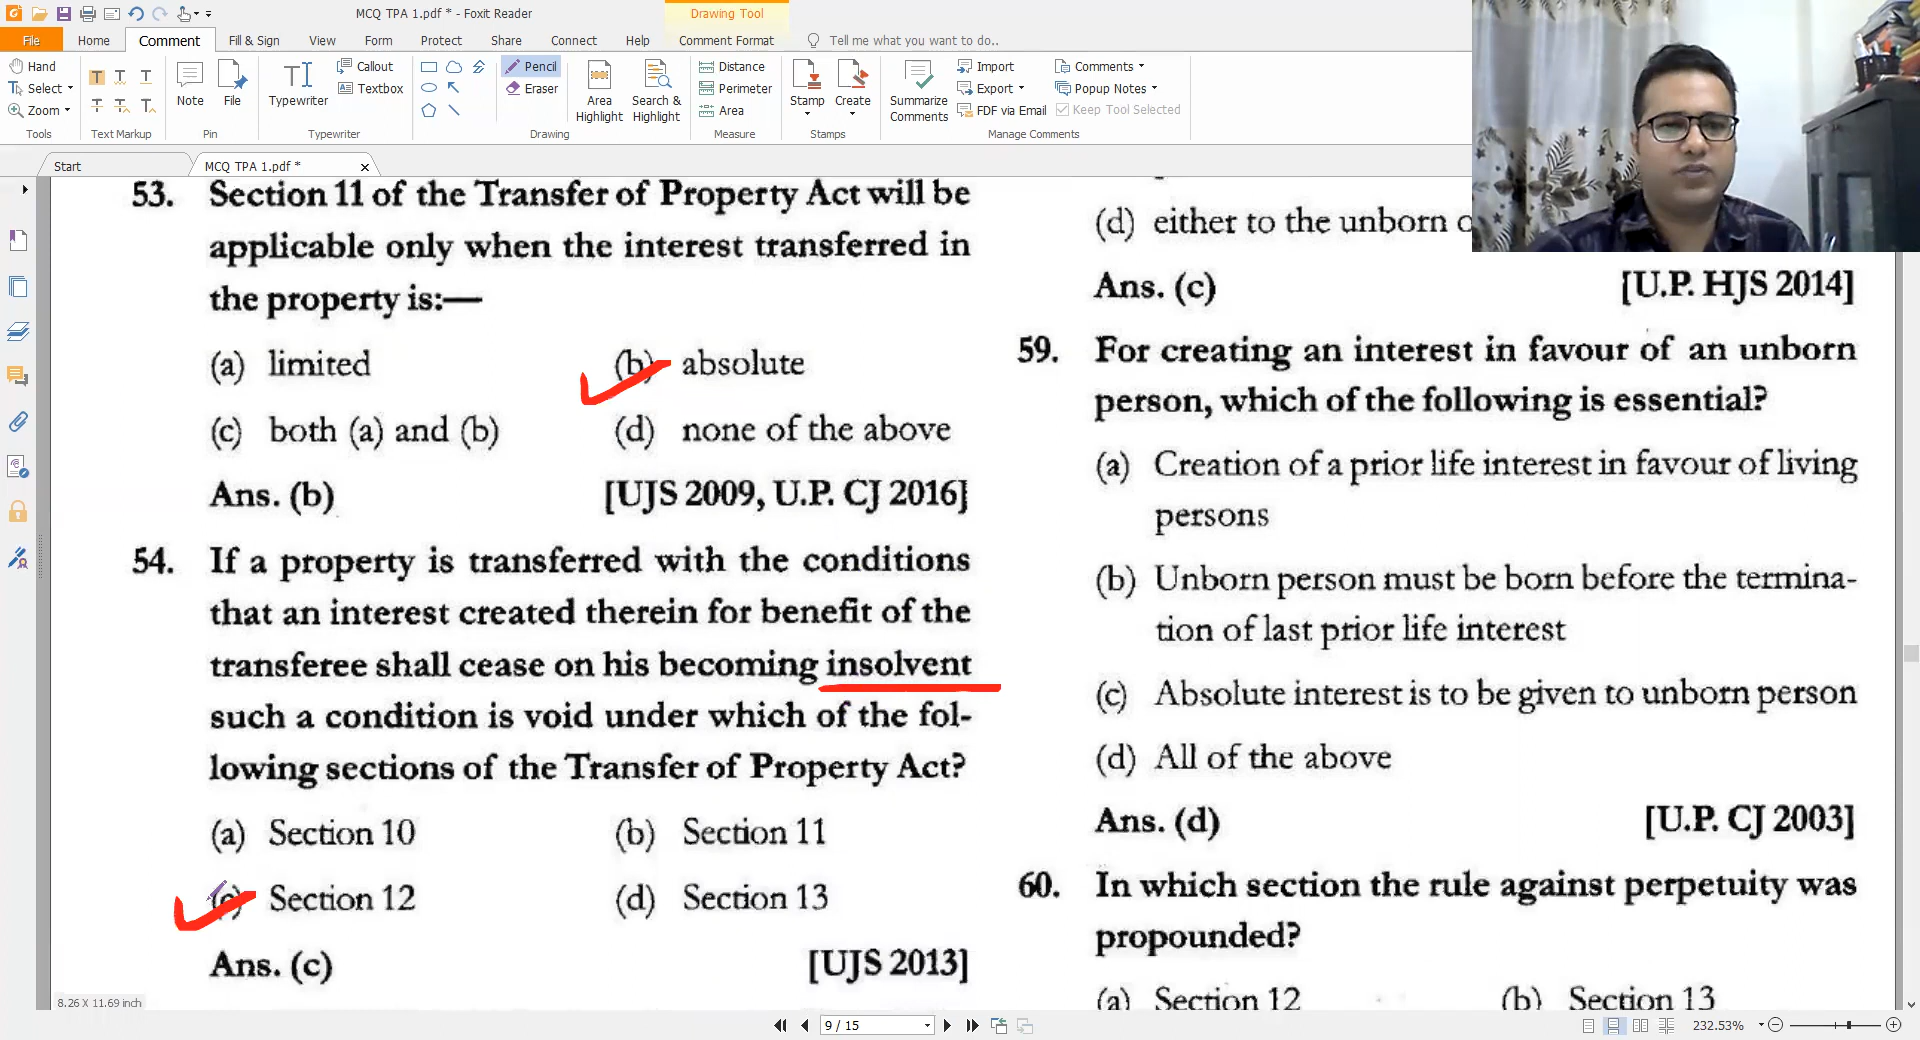 MCQ TPA 1.pdf * - Foxit Reader
Drawing Tool
File Home Comment Fill & Sign View Form Protect Share Connect Help Comment Format Tell me what you want to do..
Hand
Select
Zoom
Tools
T T T
T T T
Text Markup
Note File
Pin
Typewriter
Callout
Textbox
Typewriter
Pencil
Eraser
Area Highlight
Search & Highlight
Drawing
Distance
Perimeter
Area
Measure
Stamp Create
Stamps
Summarize Comments
Import
Export
FDF via Email
Comments
Popup Notes
Keep Tool Selected
Manage Comments
Start MCQ TPA 1.pdf *
53. Section 11 of the Transfer of Property Act will be
applicable only when the interest transferred in
the property is:—
(a) limited (b) absolute
(c) both (a) and (b) (d) none of the above
Ans. (b) [UJS 2009, U.P. CJ 2016]
54. If a property is transferred with the conditions
that an interest created therein for benefit of the
transferee shall cease on his becoming insolvent
such a condition is void under which of the fol-
lowing sections of the Transfer of Property Act?
(a) Section 10 (b) Section 11
(c) Section 12 (d) Section 13
Ans. (c) [UJS 2013]
(d) either to the unborn
Ans. (c) [U.P. HJS 2014]
59. For creating an interest in favour of an unborn
person, which of the following is essential?
(a) Creation of a prior life interest in favour of living
persons
(b) Unborn person must be born before the termina-
tion of last prior life interest
(c) Absolute interest is to be given to unborn person
(d) All of the above
Ans. (d) [U.P. CJ 2003]
60. In which section the rule against perpetuity was
propounded?
(a) Section 12 (b) Section 13
8.26 X 11.69 inch
9 / 15
232.53%